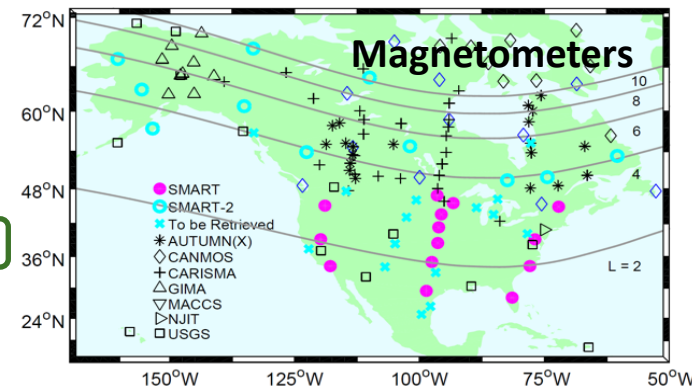 Magnetometers
72°N
60°N
48°N
36°N
24°N
10
8
6
4
L = 2
SMART
SMART-2
To be Retrieved
AUTUMN(X)
CANMOS
CARISMA
GIMA
MACCS
NJIT
USGS
150°W
125°W
100°W
75°W
50°W